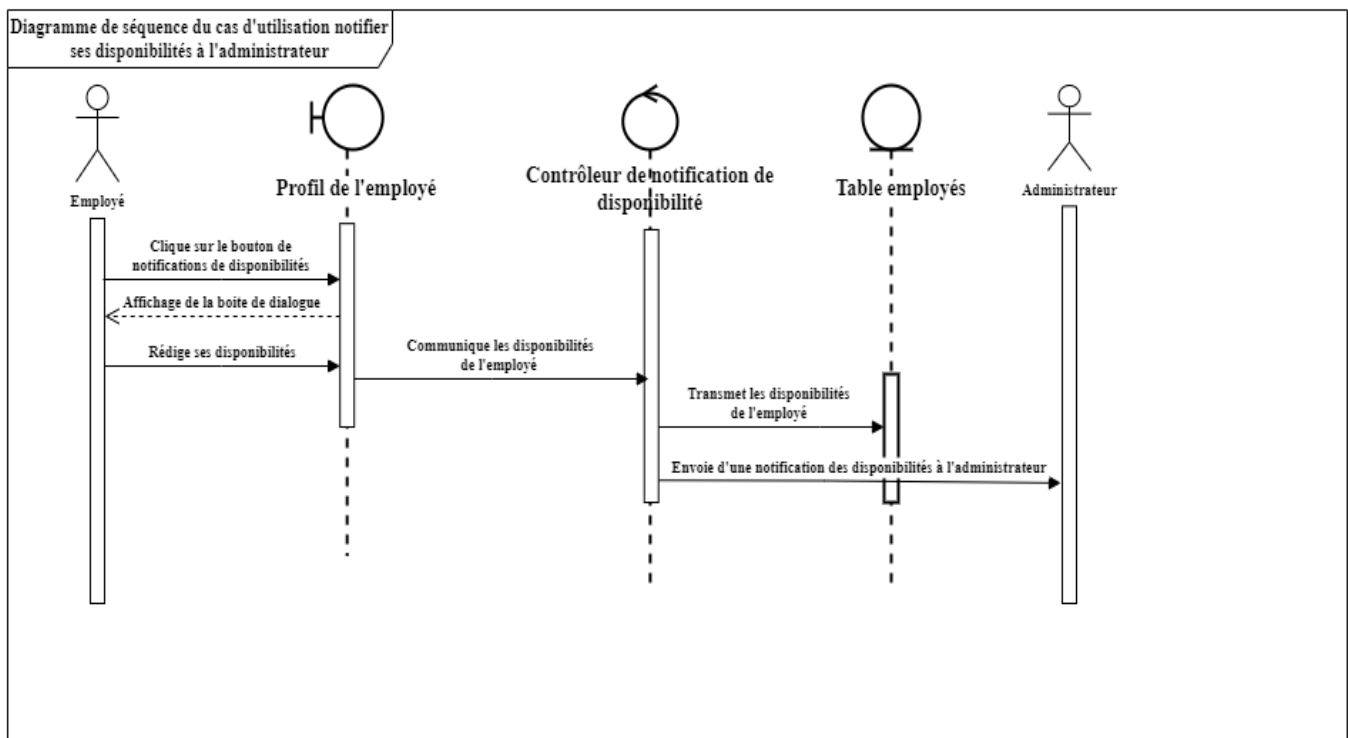 Diagramme de séquence du cas d'utilisation notifier
ses disponibilités à l'administrateur
Employé
Profil de l'employé
Contrôleur de notification de
disponibilité
Table employés
Administrateur
Clique sur le bouton de
notifications de disponibilités
Affichage de la boite de dialogue
Rédige ses disponibilités
Communique les disponibilités
de l'employé
Transmet les disponibilités
de l'employé
Envoie d'une notification des disponibilités à l'administrateur